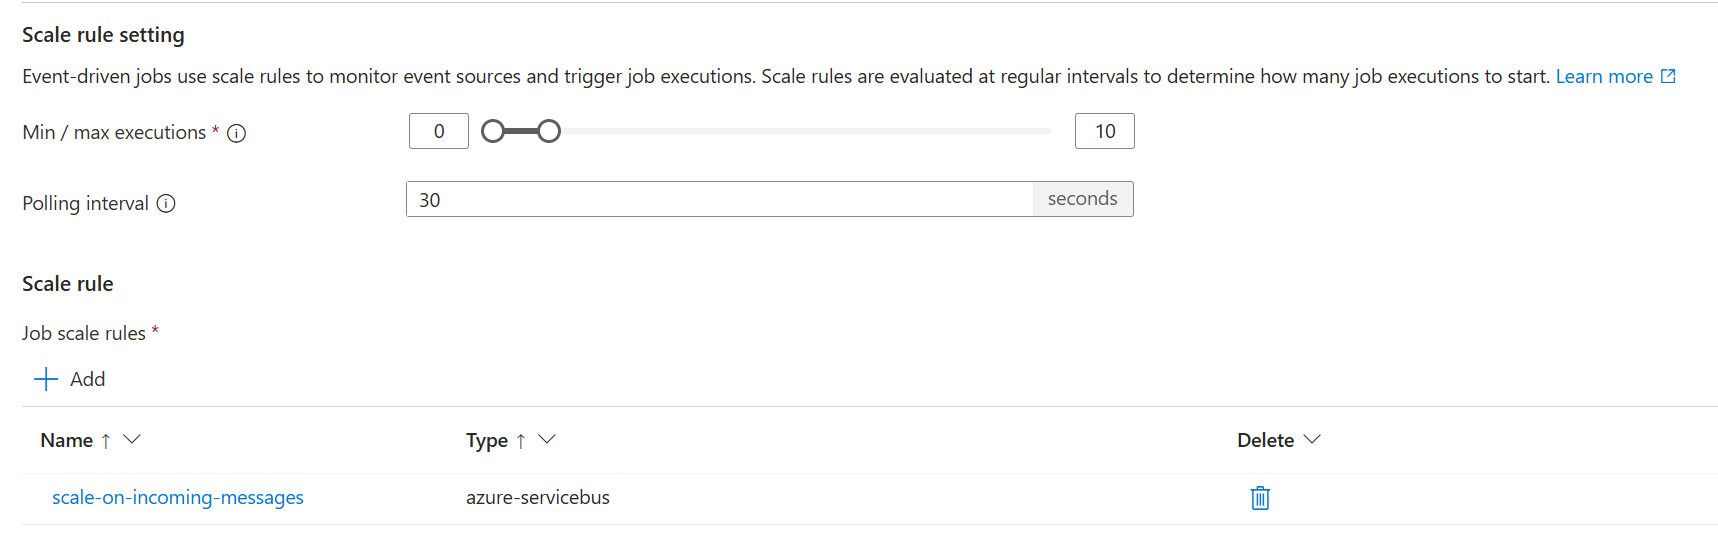 Scale rule setting
Event-driven jobs use scale rules to monitor event sources and trigger job executions. Scale rules are evaluated at regular intervals to determine how many job executions to start. Learn more
Min / max executions * 0 10
Polling interval 30 seconds
Scale rule
Job scale rules *
Add
Name ↑ Type ↑ Delete
scale-on-incoming-messages azure-servicebus